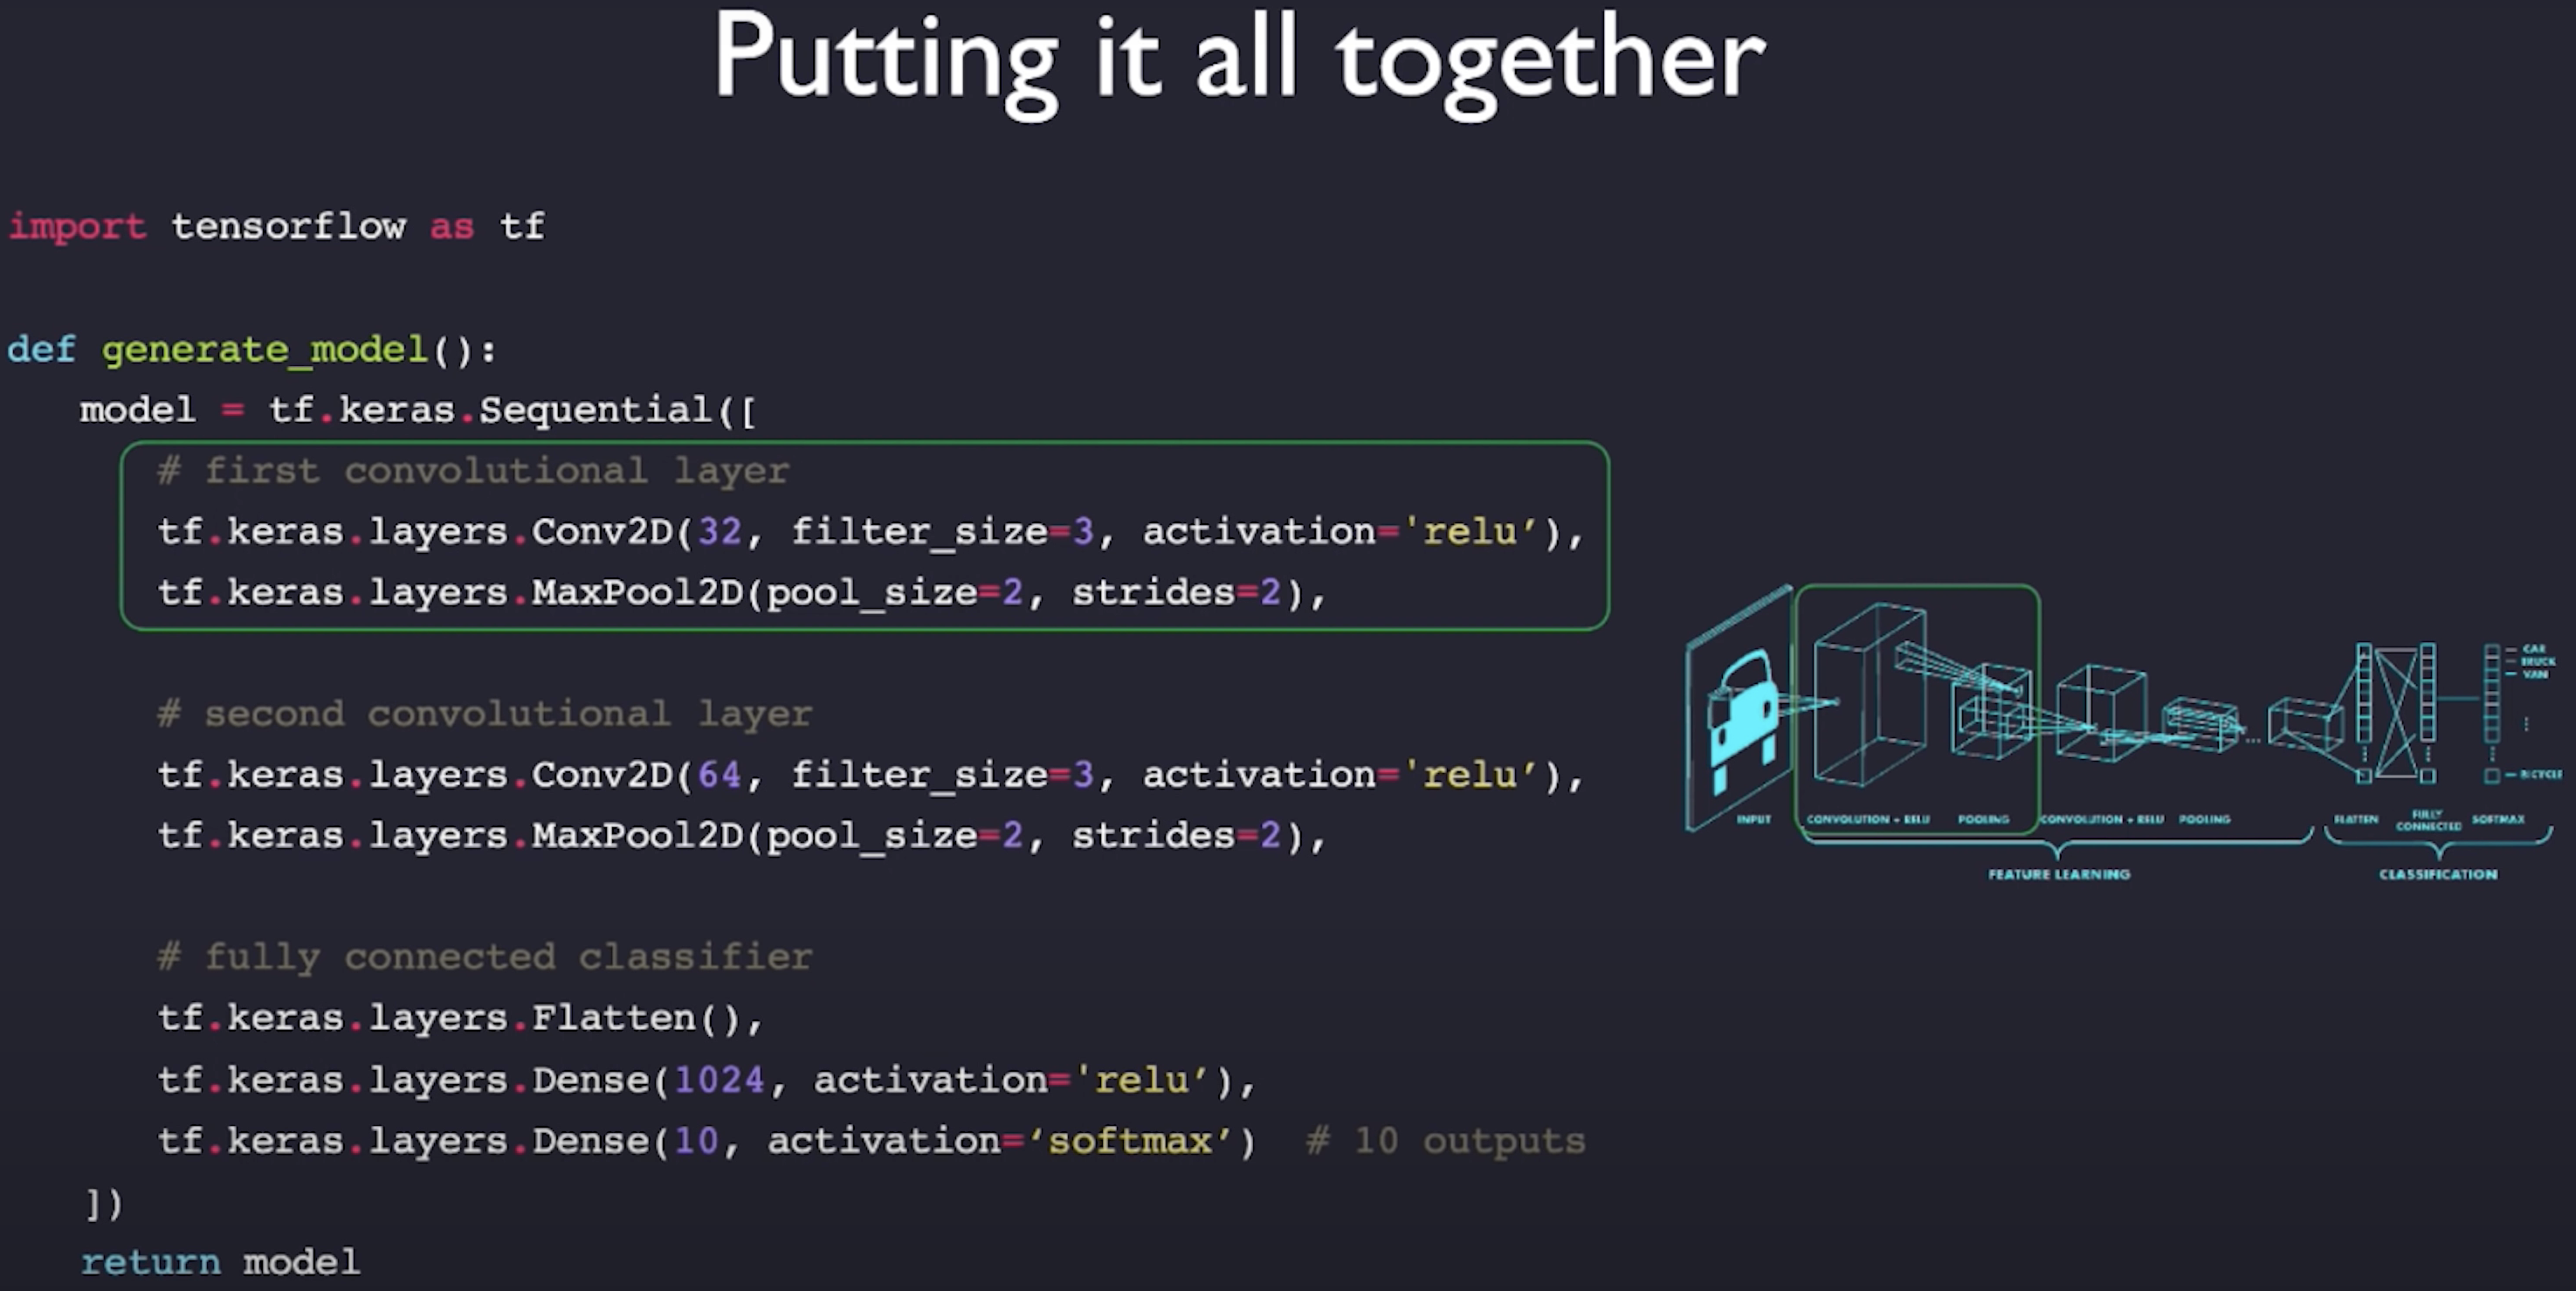 Putting it all together
import tensorflow as tf
def generate_model():
model = tf.keras.Sequential([
# first convolutional layer
tf.keras.layers.Conv2D(32, filter_size=3, activation='relu’),
tf.keras.layers.MaxPool2D(pool_size=2, strides=2),
# second convolutional layer
tf.keras.layers.Conv2D(64, filter_size=3, activation='relu’),
tf.keras.layers.MaxPool2D(pool_size=2, strides=2),
# fully connected classifier
tf.keras.layers.Flatten(),
tf.keras.layers.Dense(1024, activation='relu’),
tf.keras.layers.Dense(10, activation=‘softmax’)  # 10 outputs
])
return model
CAR
TRUCK
VAN
BICYCLE
INPUT
CONVOLUTION + RELU
POOLING
CONVOLUTION + RELU
POOLING
FLATTEN
FULLY
CONNECTED
SOFTMAX
FEATURE LEARNING
CLASSIFICATION